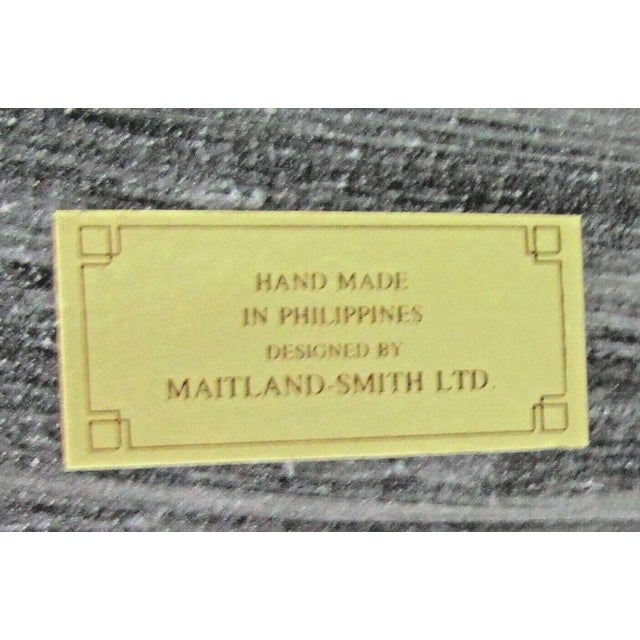 HAND MADE
IN PHILIPPINES
DESIGNED BY
MAITLAND-SMITH LTD.